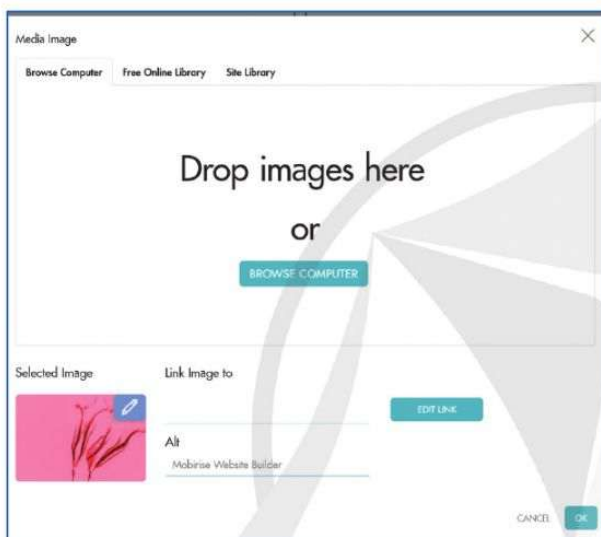 Media Image
Browse Computer Free Online Library Site Library
Drop images here
or
BROWSE COMPUTER
Selected Image Link Image to
EDIT LINK
Alt
Mobirise Website Builder
CANCEL OK